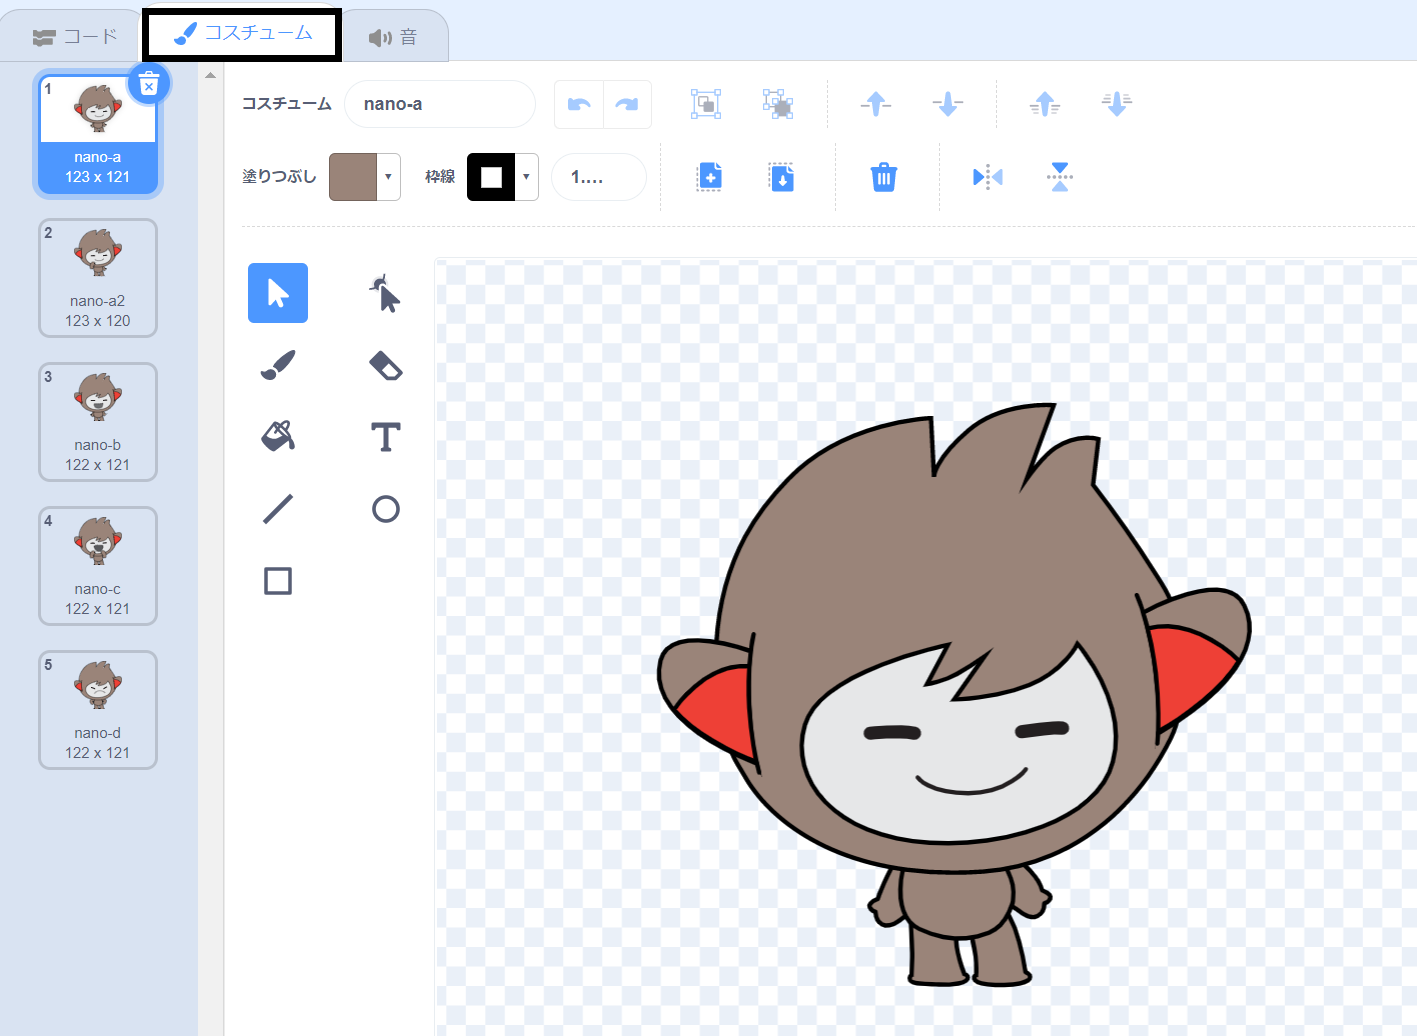 コード
コスチューム
音
1
nano-a
123 x 121
2
nano-a2
123 x 120
3
nano-b
122 x 121
4
nano-c
122 x 121
5
nano-d
122 x 121
コスチューム
nano-a
塗りつぶし
枠線
1....
T